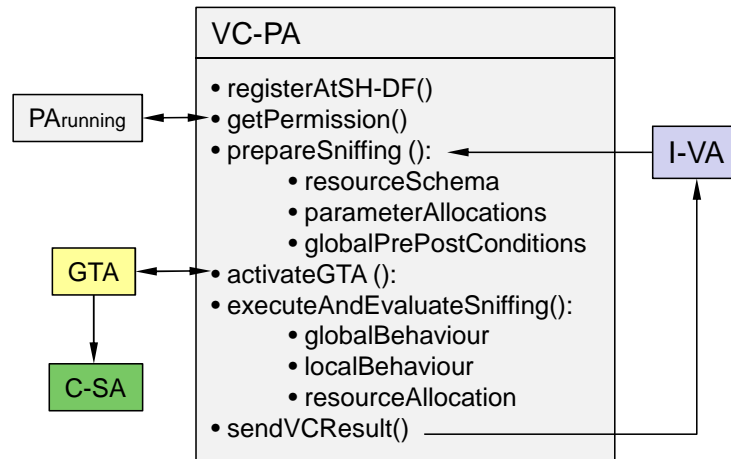 VC-PA
• registerAtSH-DF()
• getPermission()
• prepareSniffing ():
• resourceSchema
• parameterAllocations
• globalPrePostConditions
• activateGTA ():
• executeAndEvaluateSniffing():
• globalBehaviour
• localBehaviour
• resourceAllocation
• sendVCResult()
PArunning
GTA
C-SA
I-VA